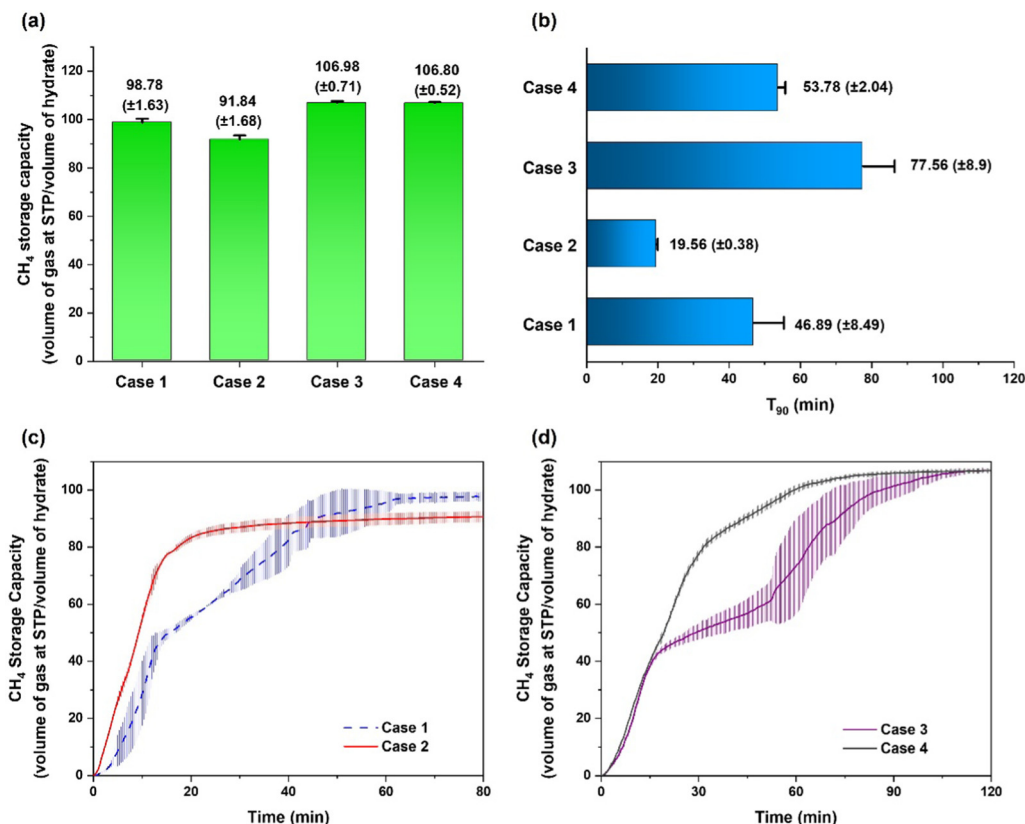 (a)
CH4 storage capacity
(volume of gas at STP/volume of hydrate)
120
100
80
60
40
20
0
98.78
(±1.63)
91.84
(±1.68)
106.98
(±0.71)
106.80
(±0.52)
Case 1
Case 2
Case 3
Case 4
(b)
Case 4
Case 3
Case 2
Case 1
53.78 (±2.04)
77.56 (±8.9)
19.56 (±0.38)
46.89 (±8.49)
0
20
40
60
80
100
120
T90 (min)
(c)
CH4 Storage Capacity
(volume of gas at STP/volume of hydrate)
100
80
60
40
20
0
Case 1
Case 2
0
20
40
60
80
Time (min)
(d)
CH4 Storage Capacity
(volume of gas at STP/volume of hydrate)
100
80
60
40
20
0
Case 3
Case 4
0
30
60
90
120
Time (min)